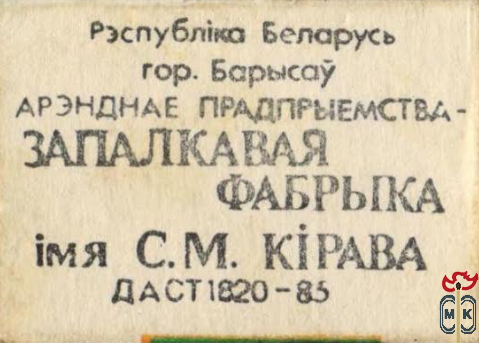 Рэспубліка Беларусь
гор. Барысаў
АРЭНДНАЕ ПРАДПРЫЕМСТВА-
ЗАПАЛКАВАЯ
ФАБРЫКА
імя С.М. КІРАВА
ДАСТ 1820-85
МК